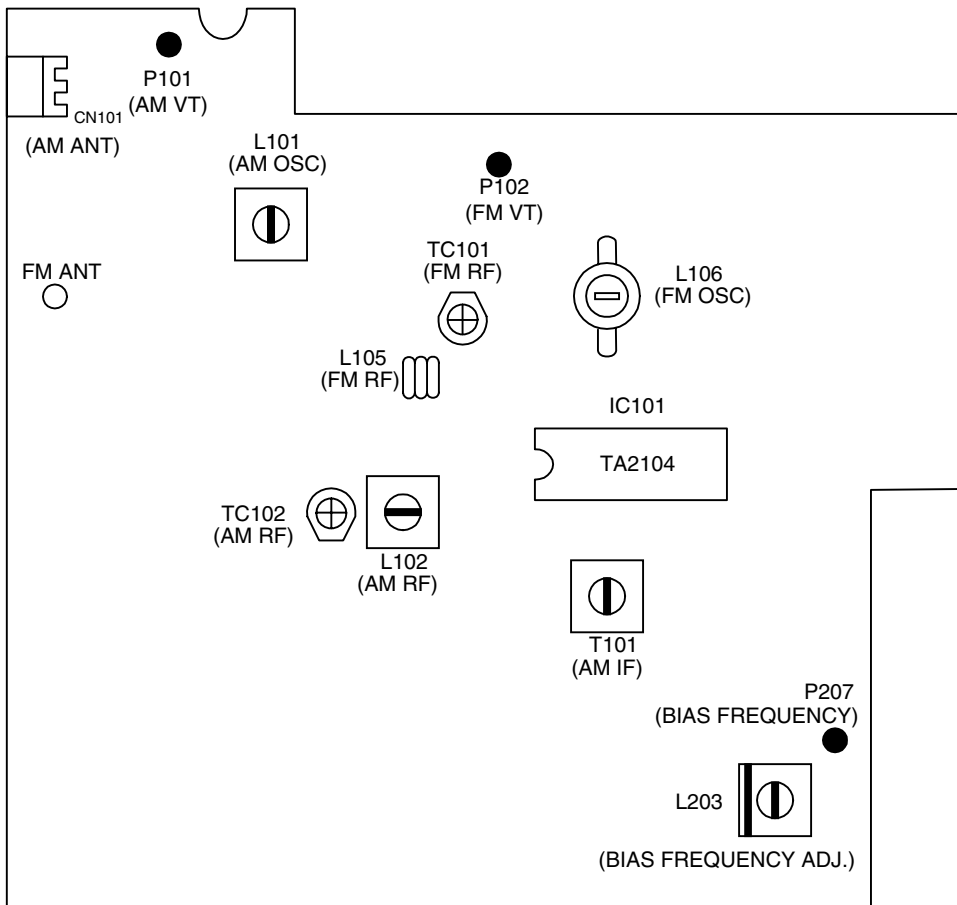 P101
(AM VT)
CN101
(AM ANT)
L101
(AM OSC)
P102
(FM VT)
TC101
(FM RF)
FM ANT
L106
(FM OSC)
L105
(FM RF)
IC101
TA2104
TC102
(AM RF)
L102
(AM RF)
T101
(AM IF)
P207
(BIAS FREQUENCY)
L203
(BIAS FREQUENCY ADJ.)